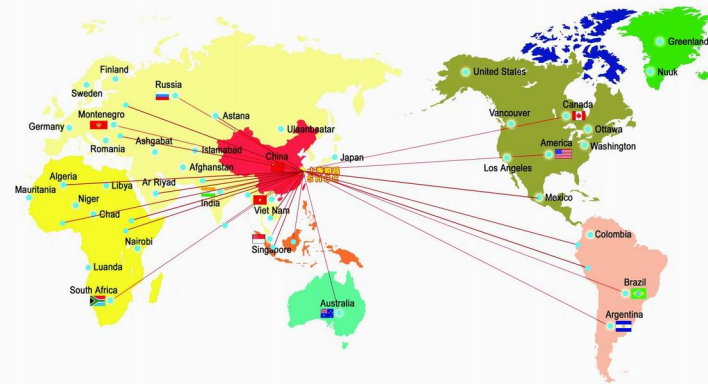 Greenland
Finland
United States
Nuuk
Russia
Sweden
Canada
Montenegro
Astana
Vancouver
Germany
Ulaanbaatar
Ottawa
Romania
Ashgabat
Islamabad
America
Washington
China
Japan
Los Angeles
Afghanistan
Algeria
Libya
Ar Riyad
SHCC
Mauritania
Niger
India
Mexico
Chad
Viet Nam
Colombia
Nairobi
Singapore
Luanda
South Africa
Australia
Brazil
Argentina